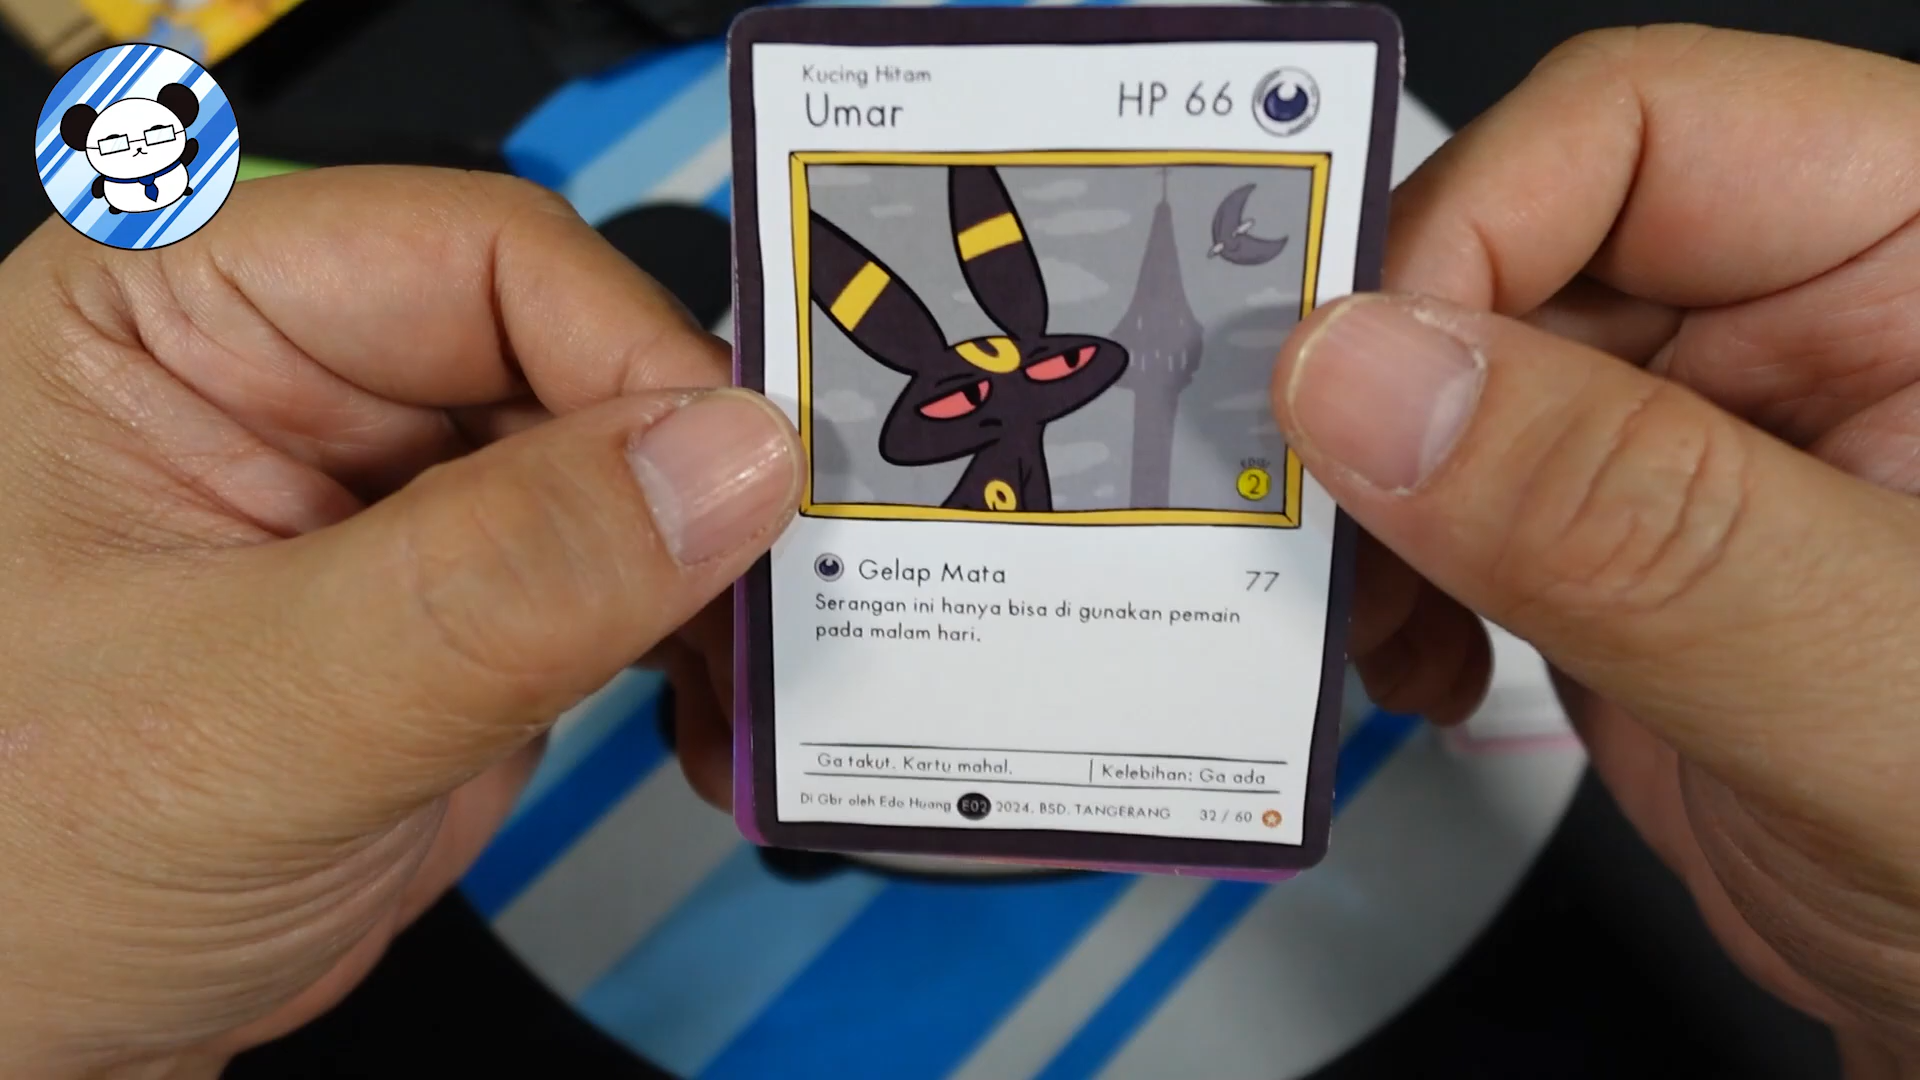 Kucing Hitam
Umar
HP 66
EDISI
2
Gelap Mata 77
Serangan ini hanya bisa di gunakan pemain
pada malam hari.
Ga takut. Kartu mahal. Kelebihan: Ga ada
Di Gbr oleh Edo Huang E02 2024. BSD. TANGERANG 32 / 60